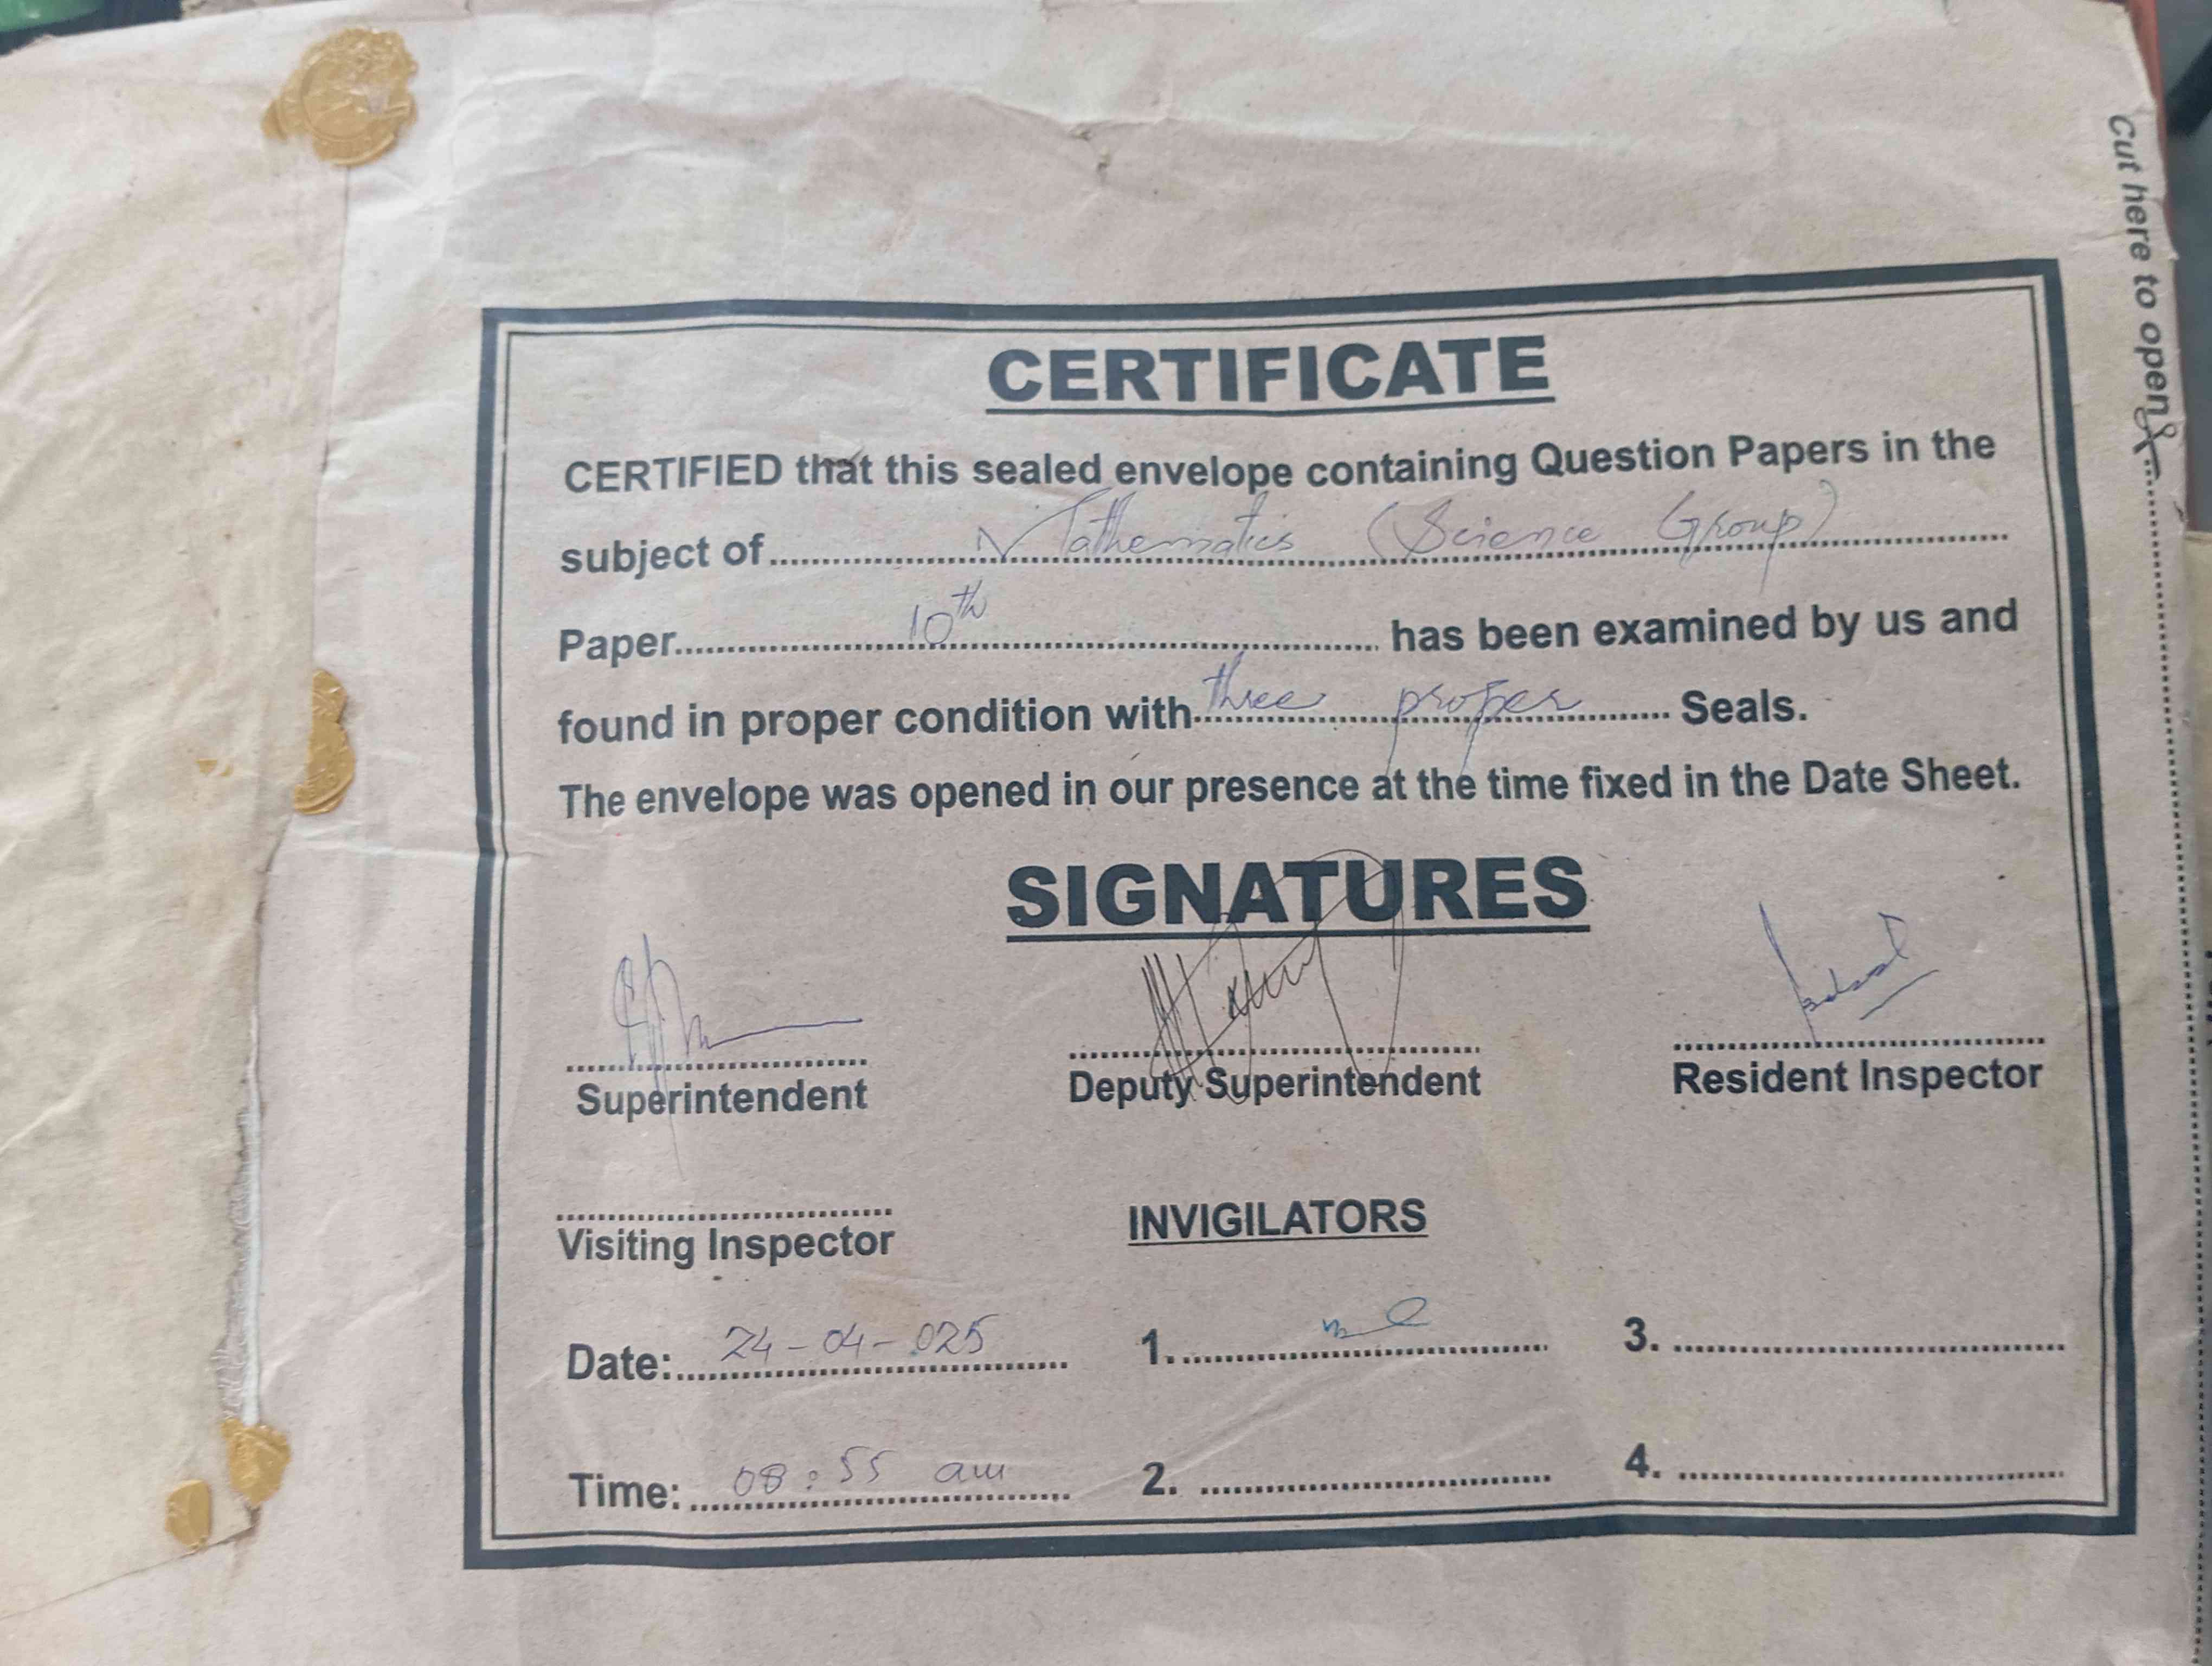 Cut here to open
CERTIFICATE
CERTIFIED that this sealed envelope containing Question Papers in the
subject of Mathematics (Science Group)
Paper 10th has been examined by us and
found in proper condition with three proper Seals.
The envelope was opened in our presence at the time fixed in the Date Sheet.
SIGNATURES
Superintendent Deputy Superintendent Resident Inspector
Visiting Inspector INVIGILATORS
Date: 24-04-025 1. 3.
Time: 08:55 am 2. 4.